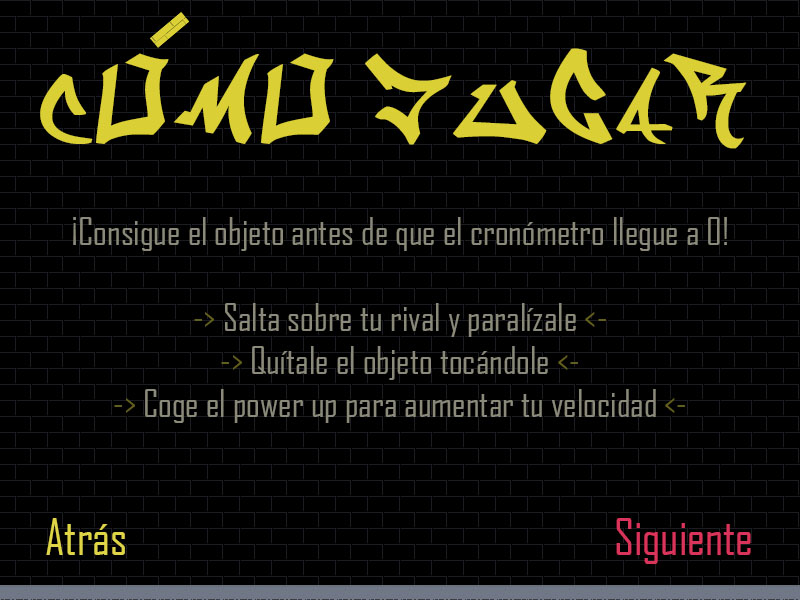 CÓMO JUGAR
¡Consigue el objeto antes de que el cronómetro llegue a 0!
-> Salta sobre tu rival y paralízale <-
-> Quítale el objeto tocándole <-
-> Coge el power up para aumentar tu velocidad <-
Atrás
Siguiente